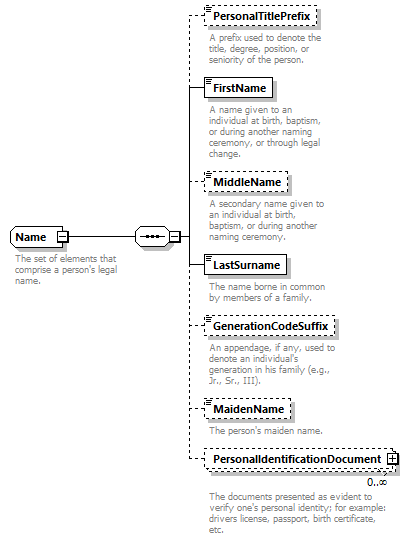 PersonalTitlePrefix
A prefix used to denote the
title, degree, position, or
seniority of the person.
FirstName
A name given to an
individual at birth, baptism,
or during another naming
ceremony, or through legal
change.
MiddleName
A secondary name given to
an individual at birth,
baptism, or during another
naming ceremony.
Name
The set of elements that
comprise a person's legal
name.
LastSurname
The name borne in common
by members of a family.
GenerationCodeSuffix
An appendage, if any, used to
denote an individual's
generation in his family (e.g.,
Jr., Sr., III).
MaidenName
The person's maiden name.
PersonalIdentificationDocument
0..∞
The documents presented as evident to
verify one's personal identity; for example:
drivers license, passport, birth certificate,
etc.